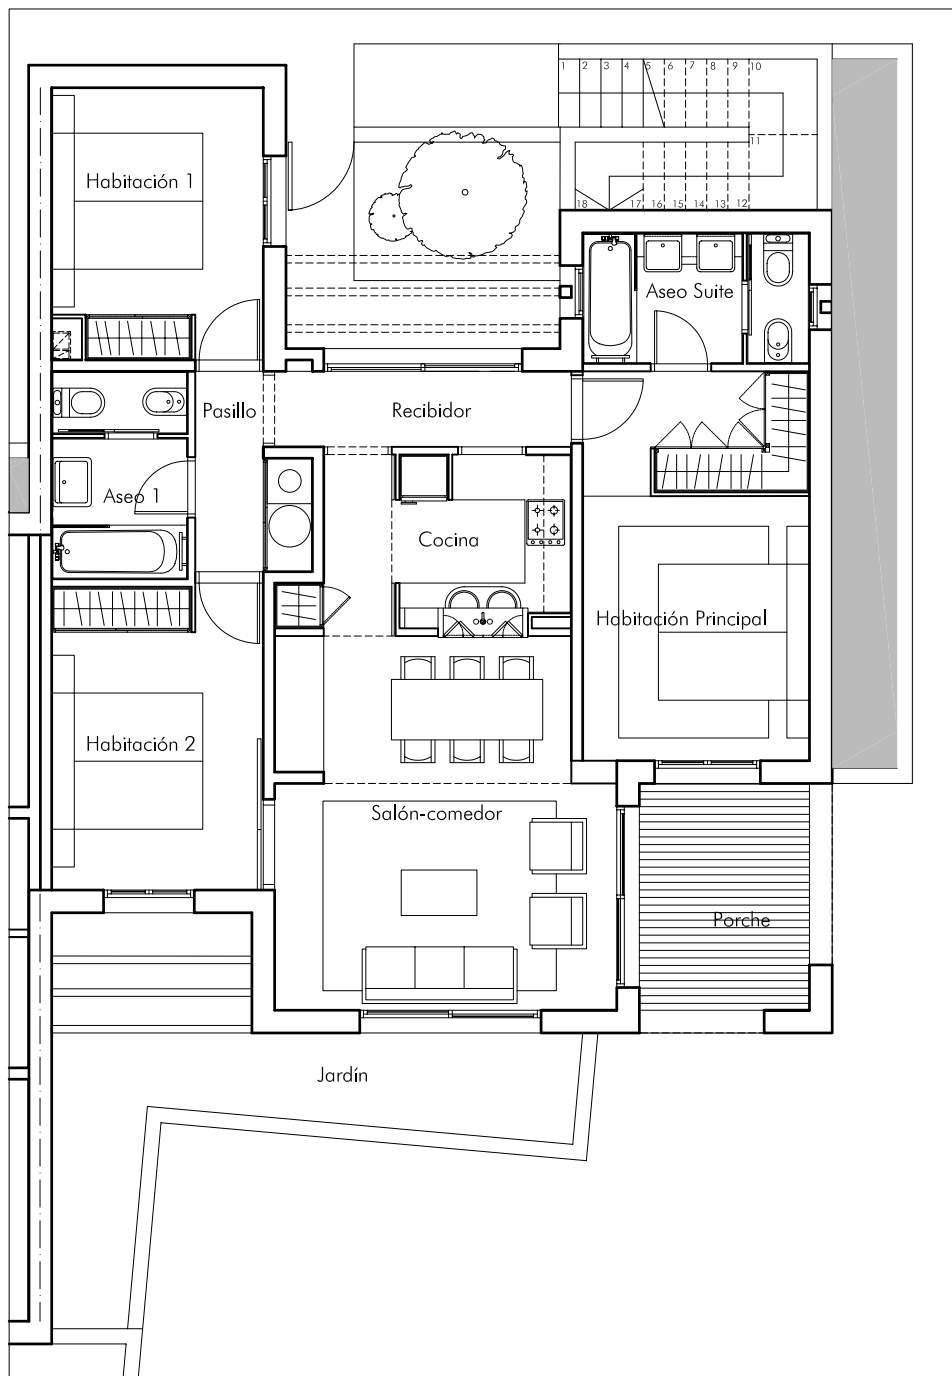 1 2 3 4 5 6 7 8 9 10
11
18 17 16 15 14 13 12
Habitación 1
Aseo Suite
Pasillo
Recibidor
Aseo 1
Cocina
Habitación Principal
Habitación 2
Salón-comedor
Porche
Jardín